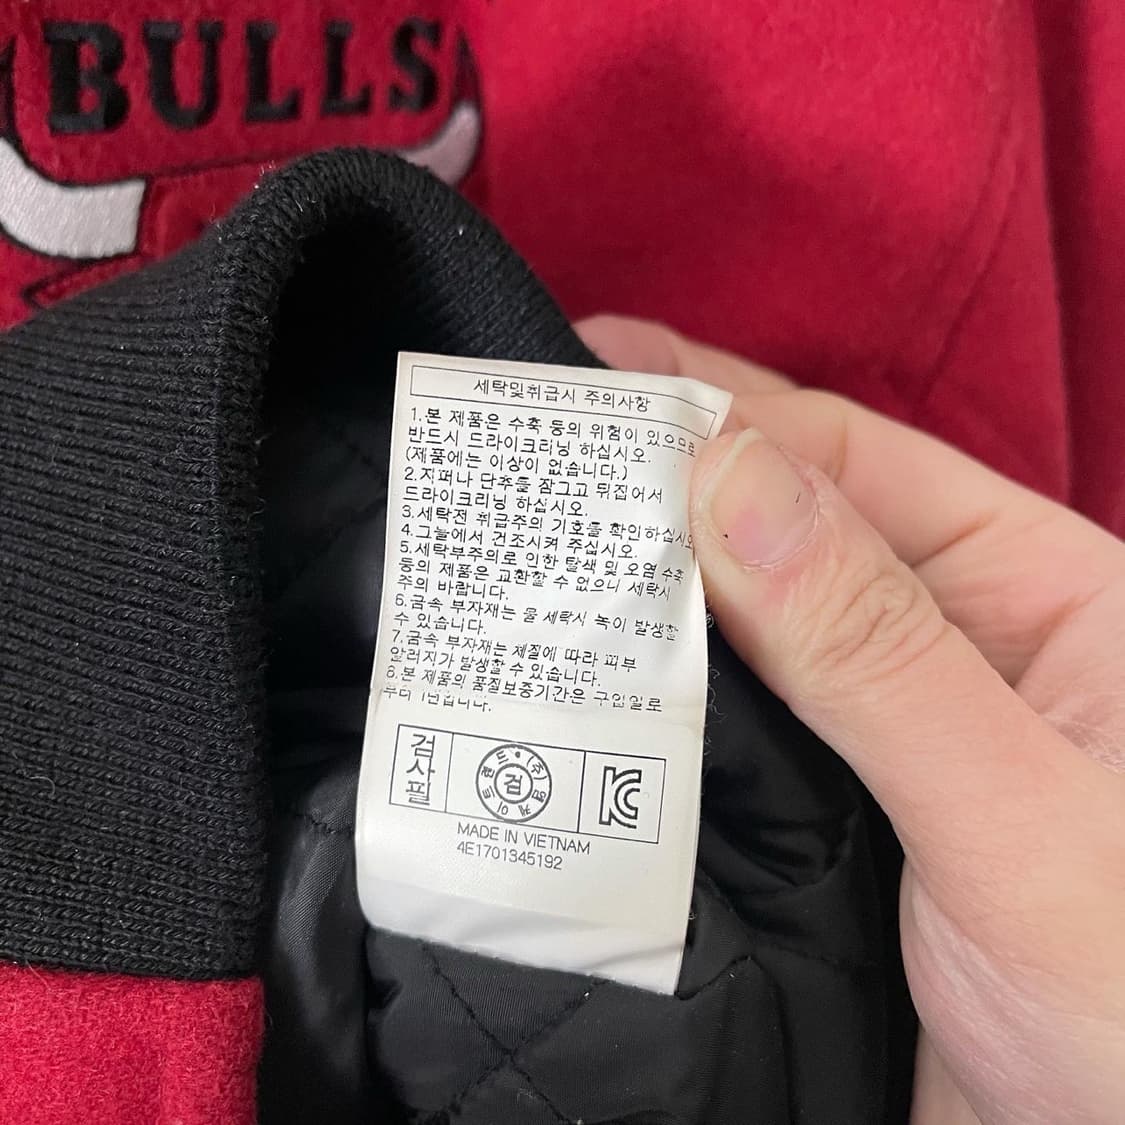 BULLS
세탁및취급시 주의사항
1.본 제품은 수축 등의 위험이 있으므로
반드시 드라이크리닝 하십시오.
(제품에는 이상이 없습니다.)
2.지퍼나 단추를 잠그고 뒤집어서
드라이크리닝 하십시오.
3.세탁전 취급주의 기호를 확인하십시오
4.그늘에서 건조시켜 주십시오.
5.세탁부주의로 인한 탈색 및 오염 수축
등의 제품은 교환할 수 없으니 세탁시
주의 바랍니다.
6.금속 부자재는 물 세탁시 녹이 발생할
수 있습니다.
7.금속 부자재는 체질에 따라 피부
알러지가 발생할 수 있습니다.
8.본 제품의 품질보증기간은 구입일로
부터 1년입니다.
검사필
(주)엠케이트렌드
검
KC
MADE IN VIETNAM
4E1701345192